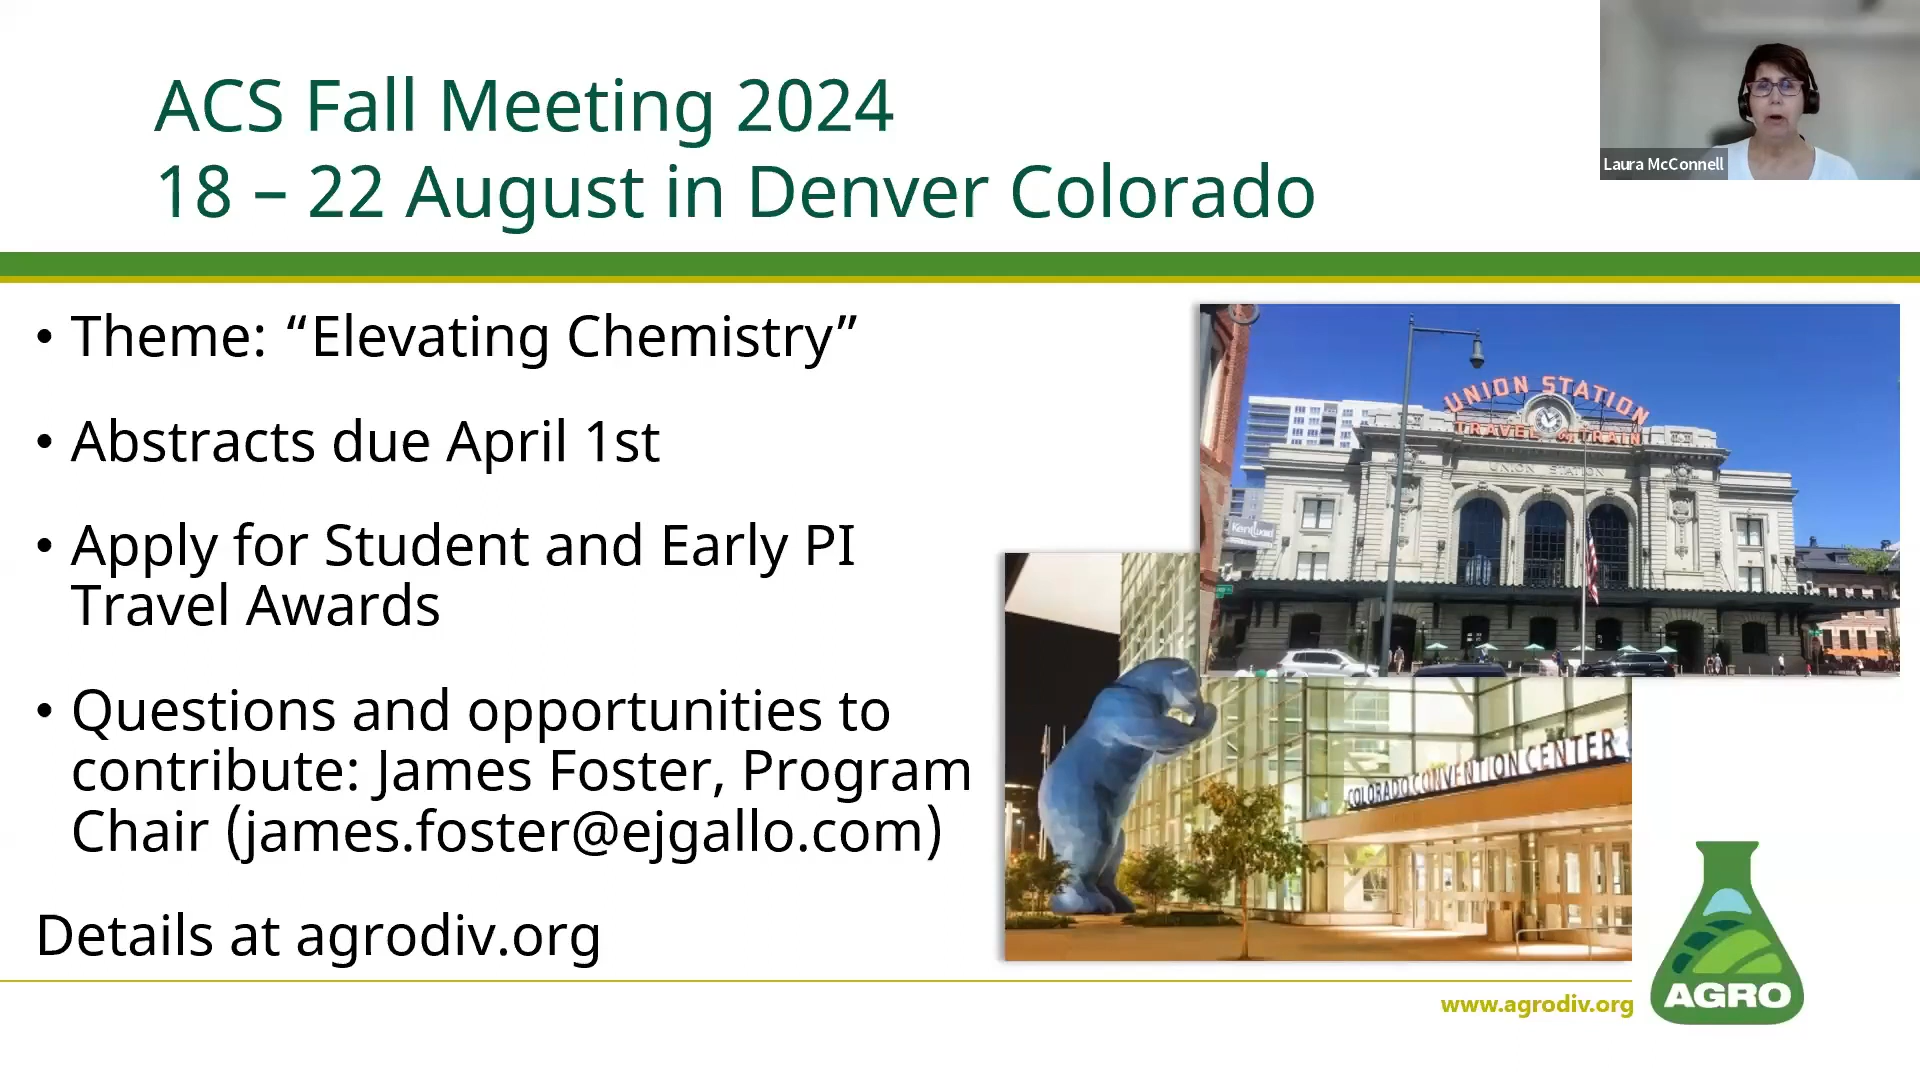 ACS Fall Meeting 2024
18 – 22 August in Denver Colorado
Laura McConnell
• Theme: “Elevating Chemistry”
• Abstracts due April 1st
• Apply for Student and Early PI
Travel Awards
• Questions and opportunities to
contribute: James Foster, Program
Chair (james.foster@ejgallo.com)
Details at agrodiv.org
UNION STATION
TRAVEL by TRAIN
UNION STATION
Kentwood
COLORADO CONVENTION CENTER
www.agrodiv.org
AGRO